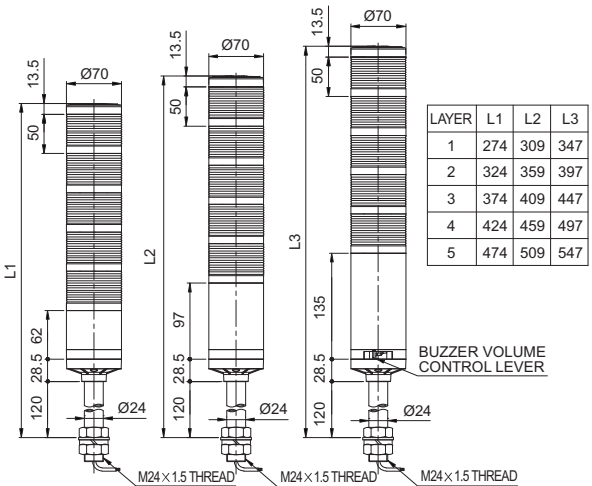 13.5
Ø70
50
L1
62
28.5
120
Ø24
M24×1.5 THREAD
13.5
Ø70
50
L2
97
28.5
120
Ø24
M24×1.5 THREAD
13.5
Ø70
50
L3
135
28.5
120
Ø24
M24×1.5 THREAD
BUZZER VOLUME
CONTROL LEVER
LAYER L1 L2 L3
1 274 309 347
2 324 359 397
3 374 409 447
4 424 459 497
5 474 509 547